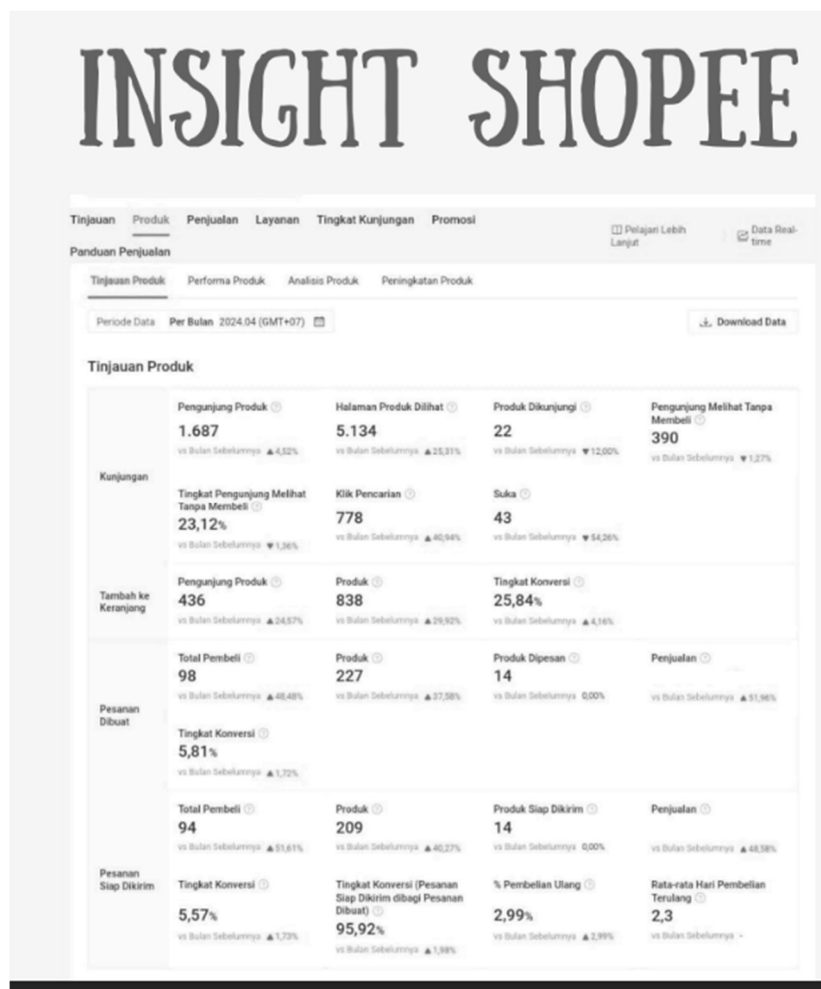 INSIGHT SHOPEE
Tinjauan Produk Penjualan Layanan Tingkat Kunjungan Promosi
Panduan Penjualan
Pelajari Lebih
Lanjut
Data Real-
time
Tinjauan Produk Performa Produk Analisis Produk Peningkatan Produk
Periode Data Per Bulan 2024.04 (GMT+07)
Download Data
Tinjauan Produk
Kunjungan
Pengunjung Produk
1.687
vs Bulan Sebelumnya ▲4,52%
Halaman Produk Dilihat
5.134
vs Bulan Sebelumnya ▲25,31%
Produk Dikunjungi
22
vs Bulan Sebelumnya ▼12,00%
Pengunjung Melihat Tanpa
Membeli
390
vs Bulan Sebelumnya ▼1,27%
Tingkat Pengunjung Melihat
Tanpa Membeli
23,12%
vs Bulan Sebelumnya ▼1,36%
Klik Pencarian
778
vs Bulan Sebelumnya ▲40,94%
Suka
43
vs Bulan Sebelumnya ▼54,26%
Tambah ke
Keranjang
Pengunjung Produk
436
vs Bulan Sebelumnya ▲24,57%
Produk
838
vs Bulan Sebelumnya ▲29,92%
Tingkat Konversi
25,84%
vs Bulan Sebelumnya ▲4,16%
Pesanan
Dibuat
Total Pembeli
98
vs Bulan Sebelumnya ▲48,48%
Produk
227
vs Bulan Sebelumnya ▲37,58%
Produk Dipesan
14
vs Bulan Sebelumnya 0,00%
Penjualan
vs Bulan Sebelumnya ▲51,96%
Tingkat Konversi
5,81%
vs Bulan Sebelumnya ▲1,72%
Pesanan
Siap Dikirim
Total Pembeli
94
vs Bulan Sebelumnya ▲51,61%
Produk
209
vs Bulan Sebelumnya ▲40,27%
Produk Siap Dikirim
14
vs Bulan Sebelumnya 0,00%
Penjualan
vs Bulan Sebelumnya ▲48,58%
Tingkat Konversi
5,57%
vs Bulan Sebelumnya ▲1,73%
Tingkat Konversi (Pesanan
Siap Dikirim dibagi Pesanan
Dibuat)
95,92%
vs Bulan Sebelumnya ▲1,98%
% Pembelian Ulang
2,99%
vs Bulan Sebelumnya ▲2,99%
Rata-rata Hari Pembelian
Terulang
2,3
vs Bulan Sebelumnya -